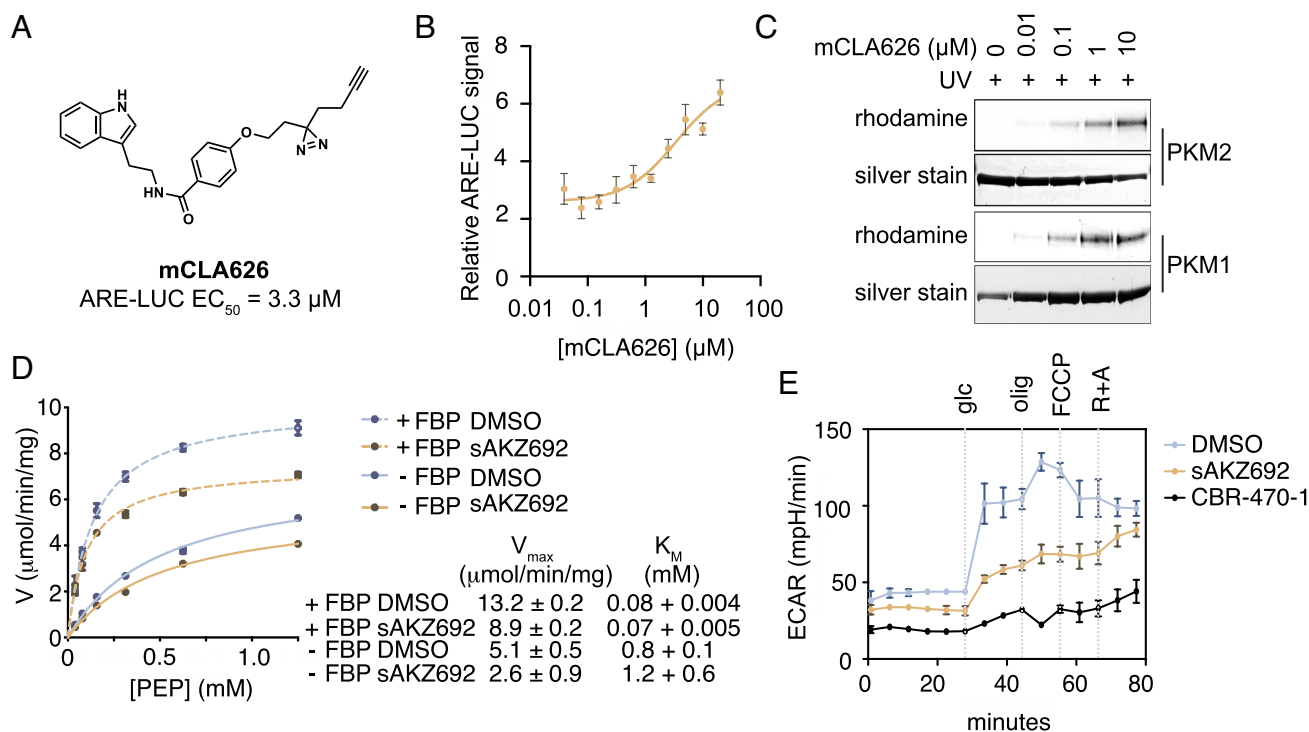 A
H
N
O
N=N
HN
O
mCLA626
ARE-LUC EC50 = 3.3 µM
B
Relative ARE-LUC signal
8
6
4
2
0
0.01 0.1 1 10 100
[mCLA626] (µM)
C
mCLA626 (µM) 0 0.01 0.1 1 10
UV + + + + +
rhodamine
silver stain
PKM2
rhodamine
silver stain
PKM1
D
V (µmol/min/mg)
10
8
6
4
2
0
0 0.5 1.0
[PEP] (mM)
+ FBP DMSO
+ FBP sAKZ692
- FBP DMSO
- FBP sAKZ692
Vmax KM
(µmol/min/mg) (mM)
+ FBP DMSO 13.2 ± 0.2 0.08 + 0.004
+ FBP sAKZ692 8.9 ± 0.2 0.07 + 0.005
- FBP DMSO 5.1 ± 0.5 0.8 + 0.1
- FBP sAKZ692 2.6 ± 0.9 1.2 + 0.6
E
glc olig FCCP R+A
ECAR (mpH/min)
150
100
50
0
0 20 40 60 80
minutes
DMSO
sAKZ692
CBR-470-1